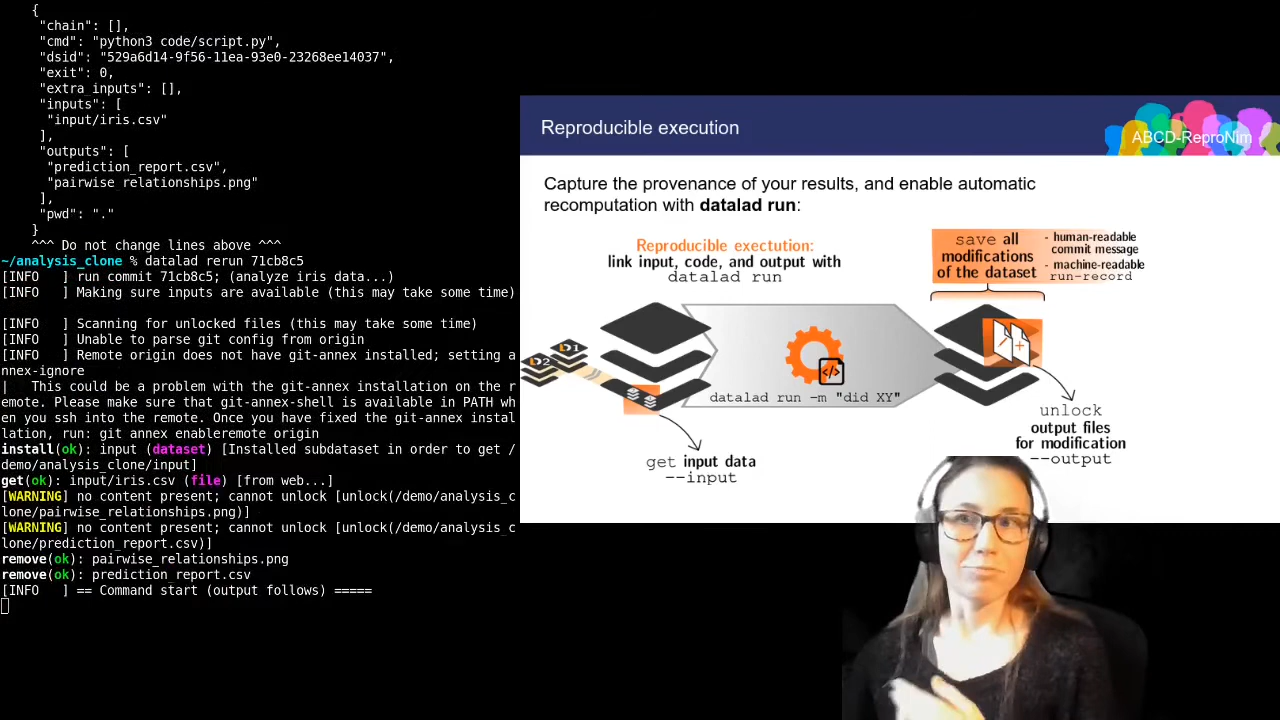 {
"chain": [],
"cmd": "python3 code/script.py",
"dsid": "529a6d14-9f56-11ea-93e0-23268ee14037",
"exit": 0,
"extra_inputs": [],
"inputs": [
"input/iris.csv"
],
"outputs": [
"prediction_report.csv",
"pairwise_relationships.png"
],
"pwd": "."
}
^^^ Do not change lines above ^^^
~/analysis_clone % datalad rerun 71cb8c5
[INFO   ] run commit 71cb8c5; (analyze iris data...)
[INFO   ] Making sure inputs are available (this may take some time)
[INFO   ] Scanning for unlocked files (this may take some time)
[INFO   ] Unable to parse git config from origin
[INFO   ] Remote origin does not have git-annex installed; setting a
nnex-ignore
|   This could be a problem with the git-annex installation on the r
emote. Please make sure that git-annex-shell is available in PATH wh
en you ssh into the remote. Once you have fixed the git-annex instal
lation, run: git annex enableremote origin
install(ok): input (dataset) [Installed subdataset in order to get /
demo/analysis_clone/input]
get(ok): input/iris.csv (file) [from web...]
[WARNING] no content present; cannot unlock [unlock(/demo/analysis_c
lone/pairwise_relationships.png)]
[WARNING] no content present; cannot unlock [unlock(/demo/analysis_c
lone/prediction_report.csv)]
remove(ok): pairwise_relationships.png
remove(ok): prediction_report.csv
[INFO   ] == Command start (output follows) =====
Reproducible execution
ABCD-ReproNim
Capture the provenance of your results, and enable automatic
recomputation with datalad run:
Reproducible exectution:
link input, code, and output with
datalad run
save all
modifications
of the dataset
- human-readable
commit message
- machine-readable
run-record
D1
D2
</>
datalad run -m "did XY"
get input data
--input
unlock
output files
for modification
--output